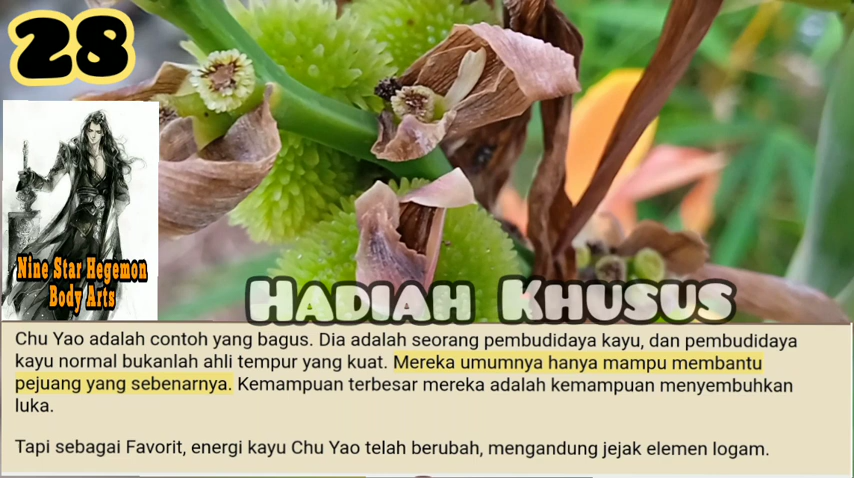 28
Nine Star Hegemon
Body Arts
Hadiah Khusus
Chu Yao adalah contoh yang bagus. Dia adalah seorang pembudidaya kayu, dan pembudidaya
kayu normal bukanlah ahli tempur yang kuat. Mereka umumnya hanya mampu membantu
pejuang yang sebenarnya. Kemampuan terbesar mereka adalah kemampuan menyembuhkan
luka.
Tapi sebagai Favorit, energi kayu Chu Yao telah berubah, mengandung jejak elemen logam.